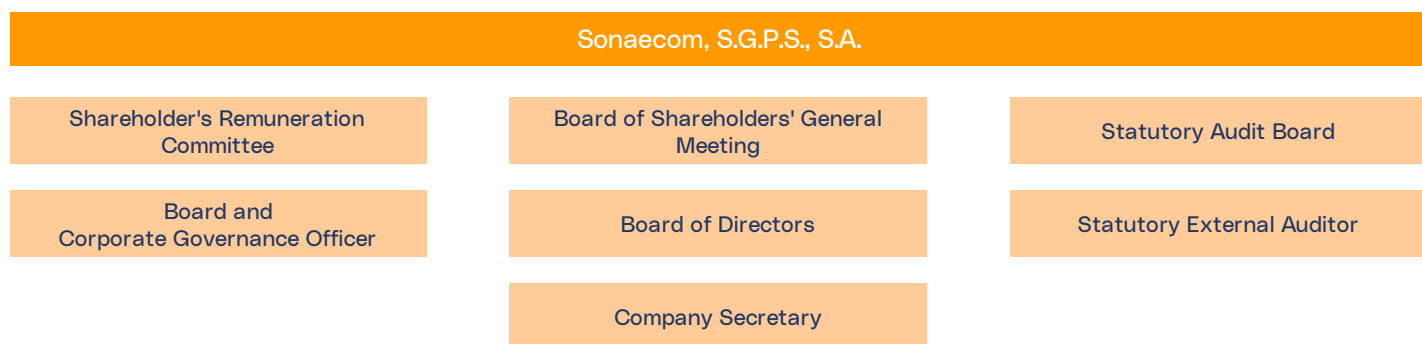 Sonaecom, S.G.P.S., S.A.
Shareholder's Remuneration
Committee
Board of Shareholders' General
Meeting
Statutory Audit Board
Board and
Corporate Governance Officer
Board of Directors
Statutory External Auditor
Company Secretary